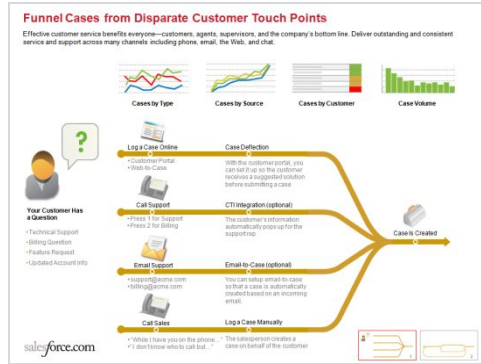 Funnel Cases from Disparate Customer Touch Points
Effective customer service benefits everyone—customers, agents, supervisors, and the company's bottom line. Deliver outstanding and consistent
service and support across many channels including phone, email, the Web, and chat.
Cases by Type
Cases by Source
Cases by Customer
Case Volume
?
Your Customer Has
a Question
• Technical Support
• Billing Question
• Feature Request
• Updated Account Info
Log a Case Online
• Customer Portal
• Web-to-Case
Case Deflection
With the customer portal, you
can set it up so the customer
receives a suggested solution
before submitting a case
Call Support
• Press 1 for Support
• Press 2 for Billing
CTI Integration (optional)
The customer's information
automatically pops up for the
support rep
Email Support
• support@acme.com
• billing@acme.com
Email-to-Case (optional)
You can setup email-to-case
so that a case is automatically
created based on an incoming
email.
Call Sales
• "While I have you on the phone..."
• "I don't know who to call but..."
Log a Case Manually
The salesperson creates a
case on behalf of the customer
Case is Created
salesforce.com
1
2